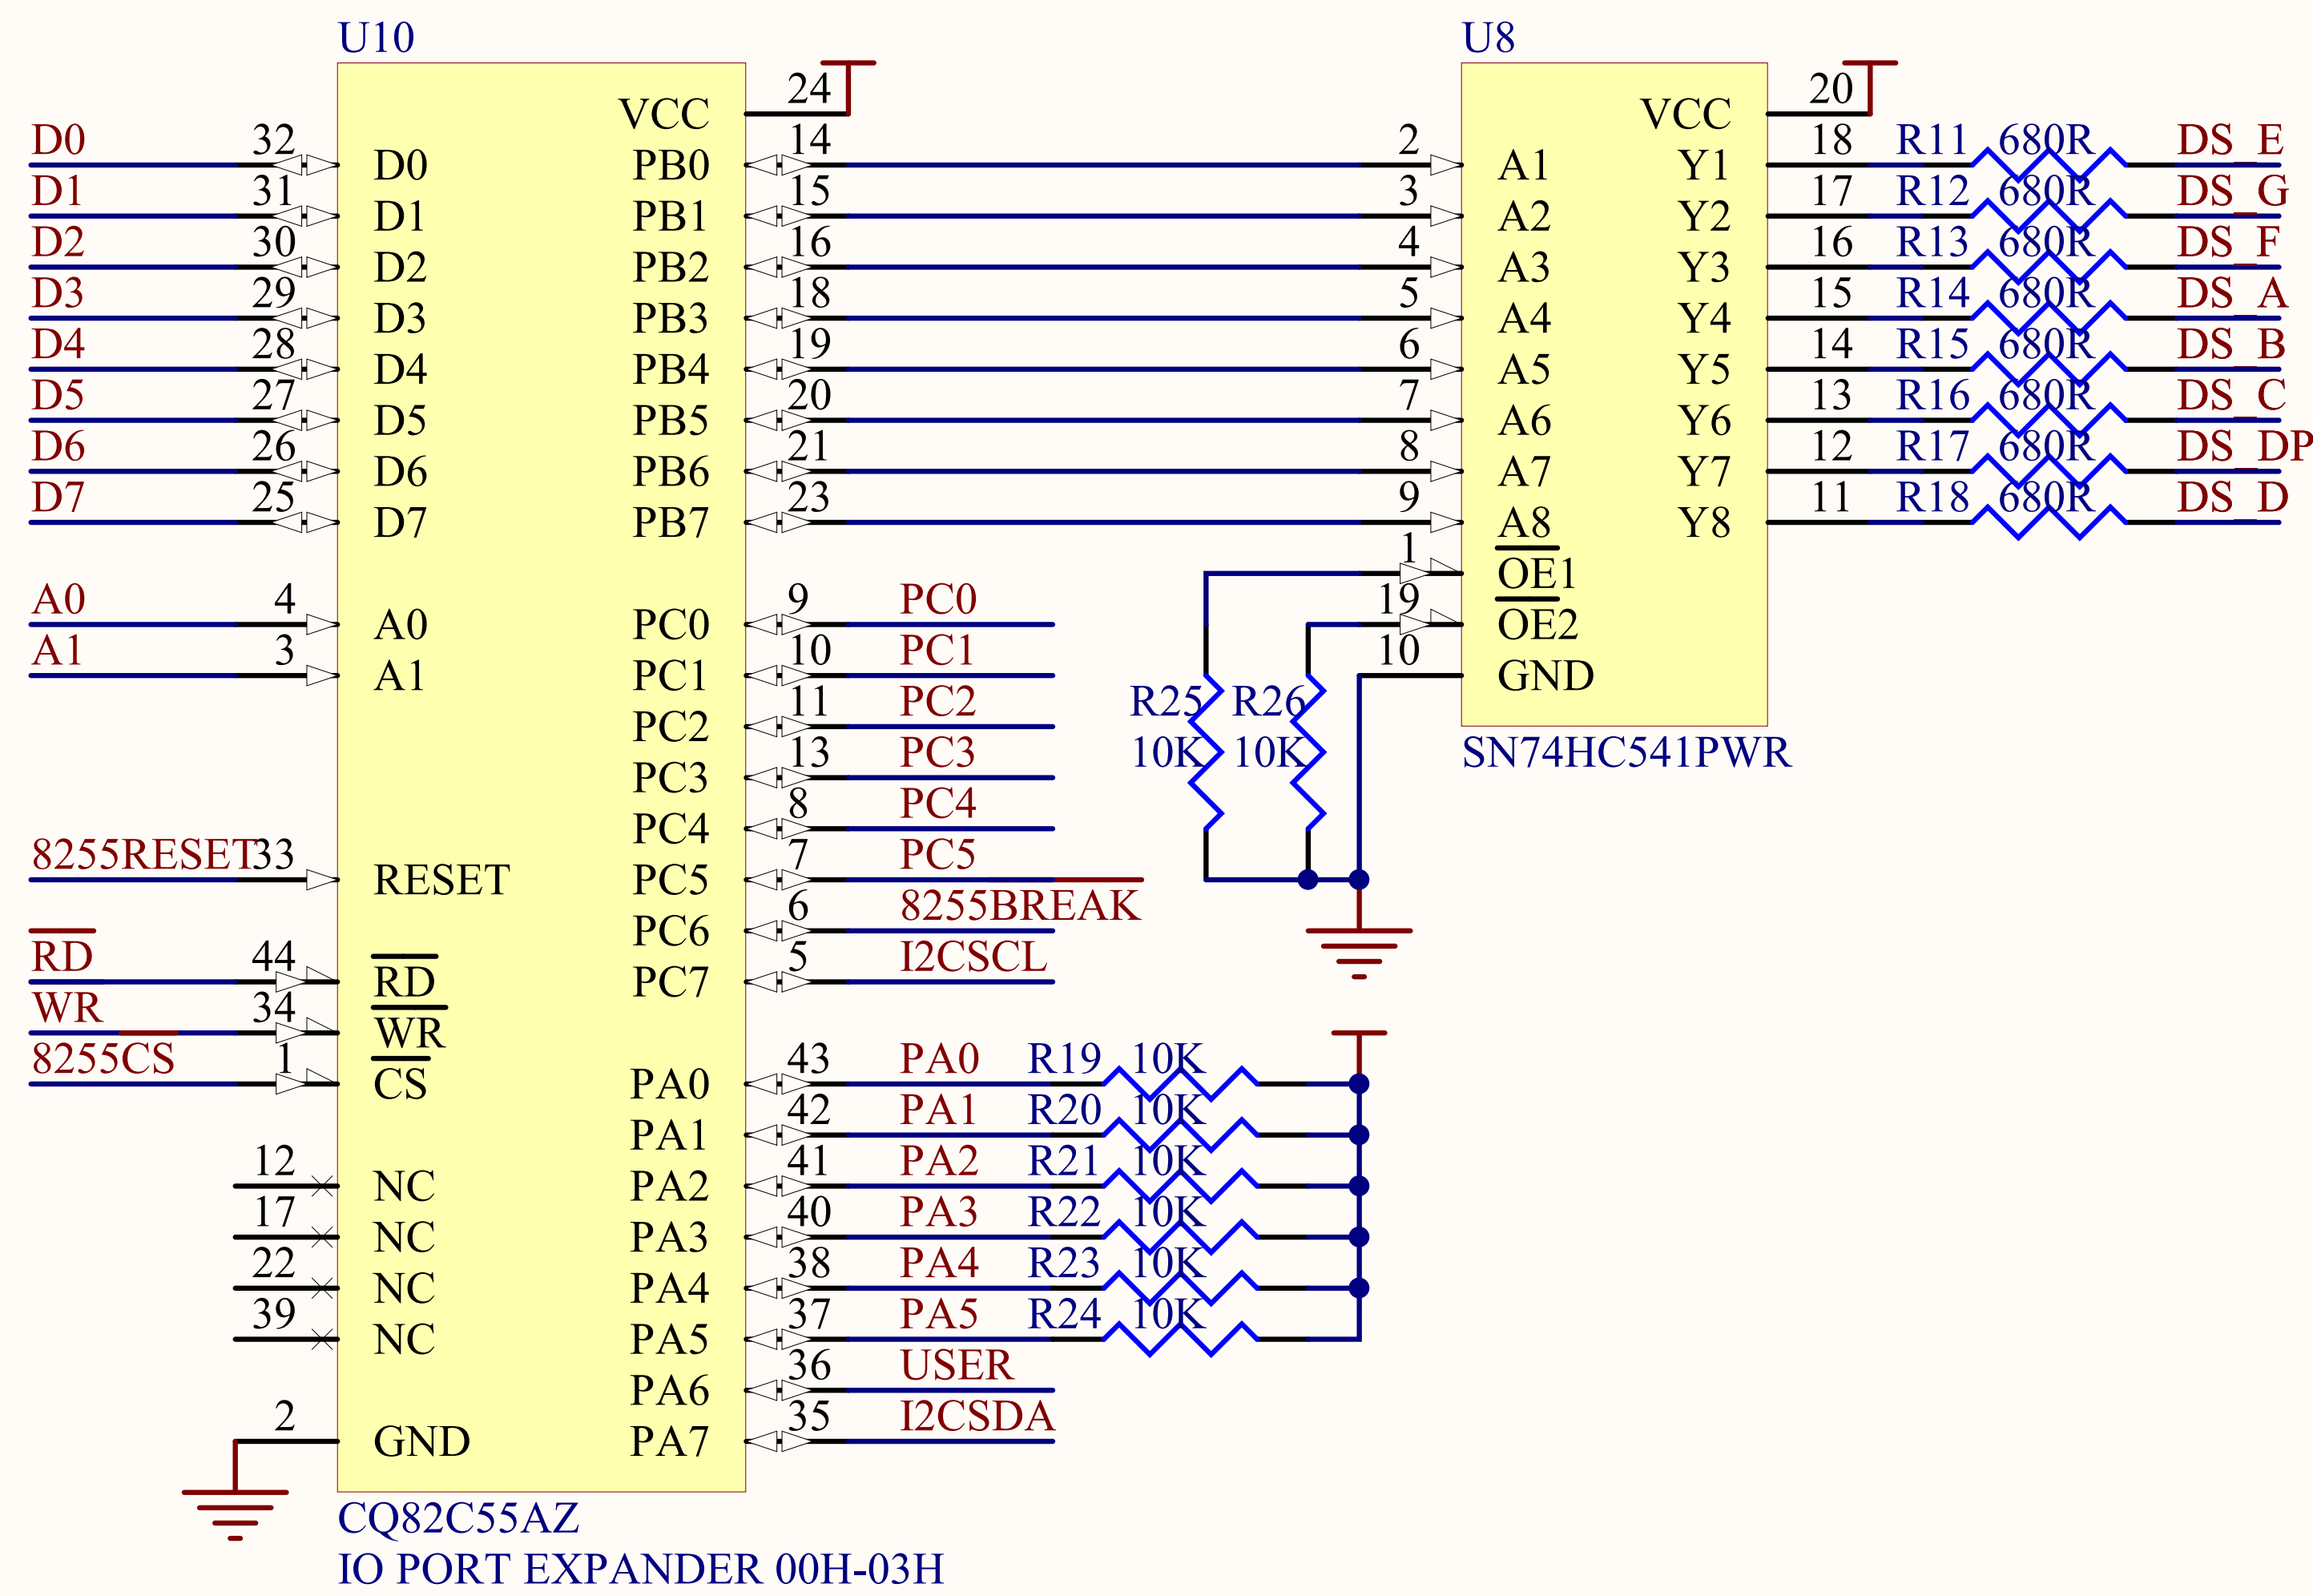 U10
U8
24
VCC
20
VCC
D0 32 D0 PB0 14 2 A1 Y1 18 R11 680R DS_E
D1 31 D1 PB1 15 3 A2 Y2 17 R12 680R DS_G
D2 30 D2 PB2 16 4 A3 Y3 16 R13 680R DS_F
D3 29 D3 PB3 18 5 A4 Y4 15 R14 680R DS_A
D4 28 D4 PB4 19 6 A5 Y5 14 R15 680R DS_B
D5 27 D5 PB5 20 7 A6 Y6 13 R16 680R DS_C
D6 26 D6 PB6 21 8 A7 Y7 12 R17 680R DS_DP
D7 25 D7 PB7 23 9 A8 Y8 11 R18 680R DS_D
1 OE1
A0 4 A0 PC0 9 PC0 19 OE2
A1 3 A1 PC1 10 PC1 10 GND
PC2 11 PC2 R25 R26
PC3 13 PC3 10K 10K SN74HC541PWR
PC4 8 PC4
8255RESET 33 RESET PC5 7 PC5
PC6 6 8255BREAK
RD 44 RD PC7 5 I2CSCL
WR 34 WR
8255CS 1 CS PA0 43 PA0 R19 10K
PA1 42 PA1 R20 10K
12 NC PA2 41 PA2 R21 10K
17 NC PA3 40 PA3 R22 10K
22 NC PA4 38 PA4 R23 10K
39 NC PA5 37 PA5 R24 10K
PA6 36 USER
2 GND PA7 35 I2CSDA
CQ82C55AZ
IO PORT EXPANDER 00H-03H